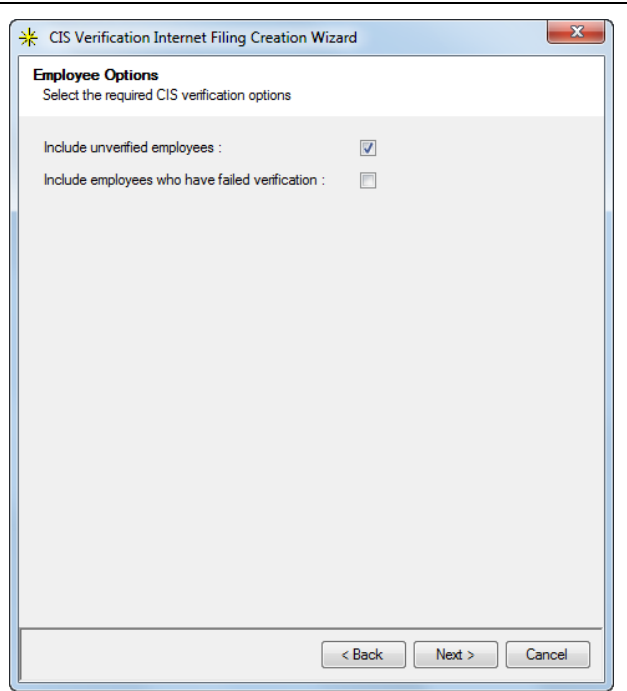 CIS Verification Internet Filing Creation Wizard
Employee Options
Select the required CIS verification options
Include unverified employees :
Include employees who have failed verification :
< Back Next > Cancel